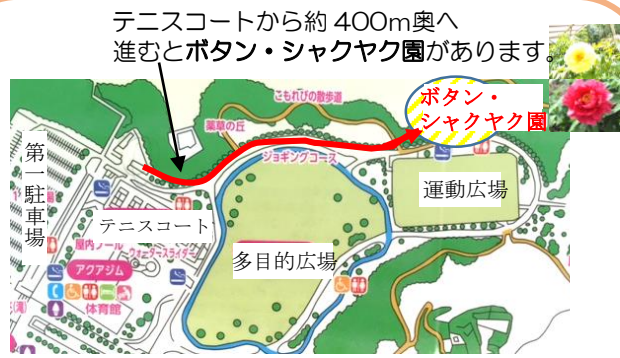 テニスコートから約 400m奥へ
進むとボタン・シャクヤク園があります。
こもれびの散歩道
ボタン・
シャクヤク園
薬草の丘
ジョギングコース
第一駐車場
運動広場
テニスコート
屋内プール
ウォータースライダー
多目的広場
アクアジム
体育館